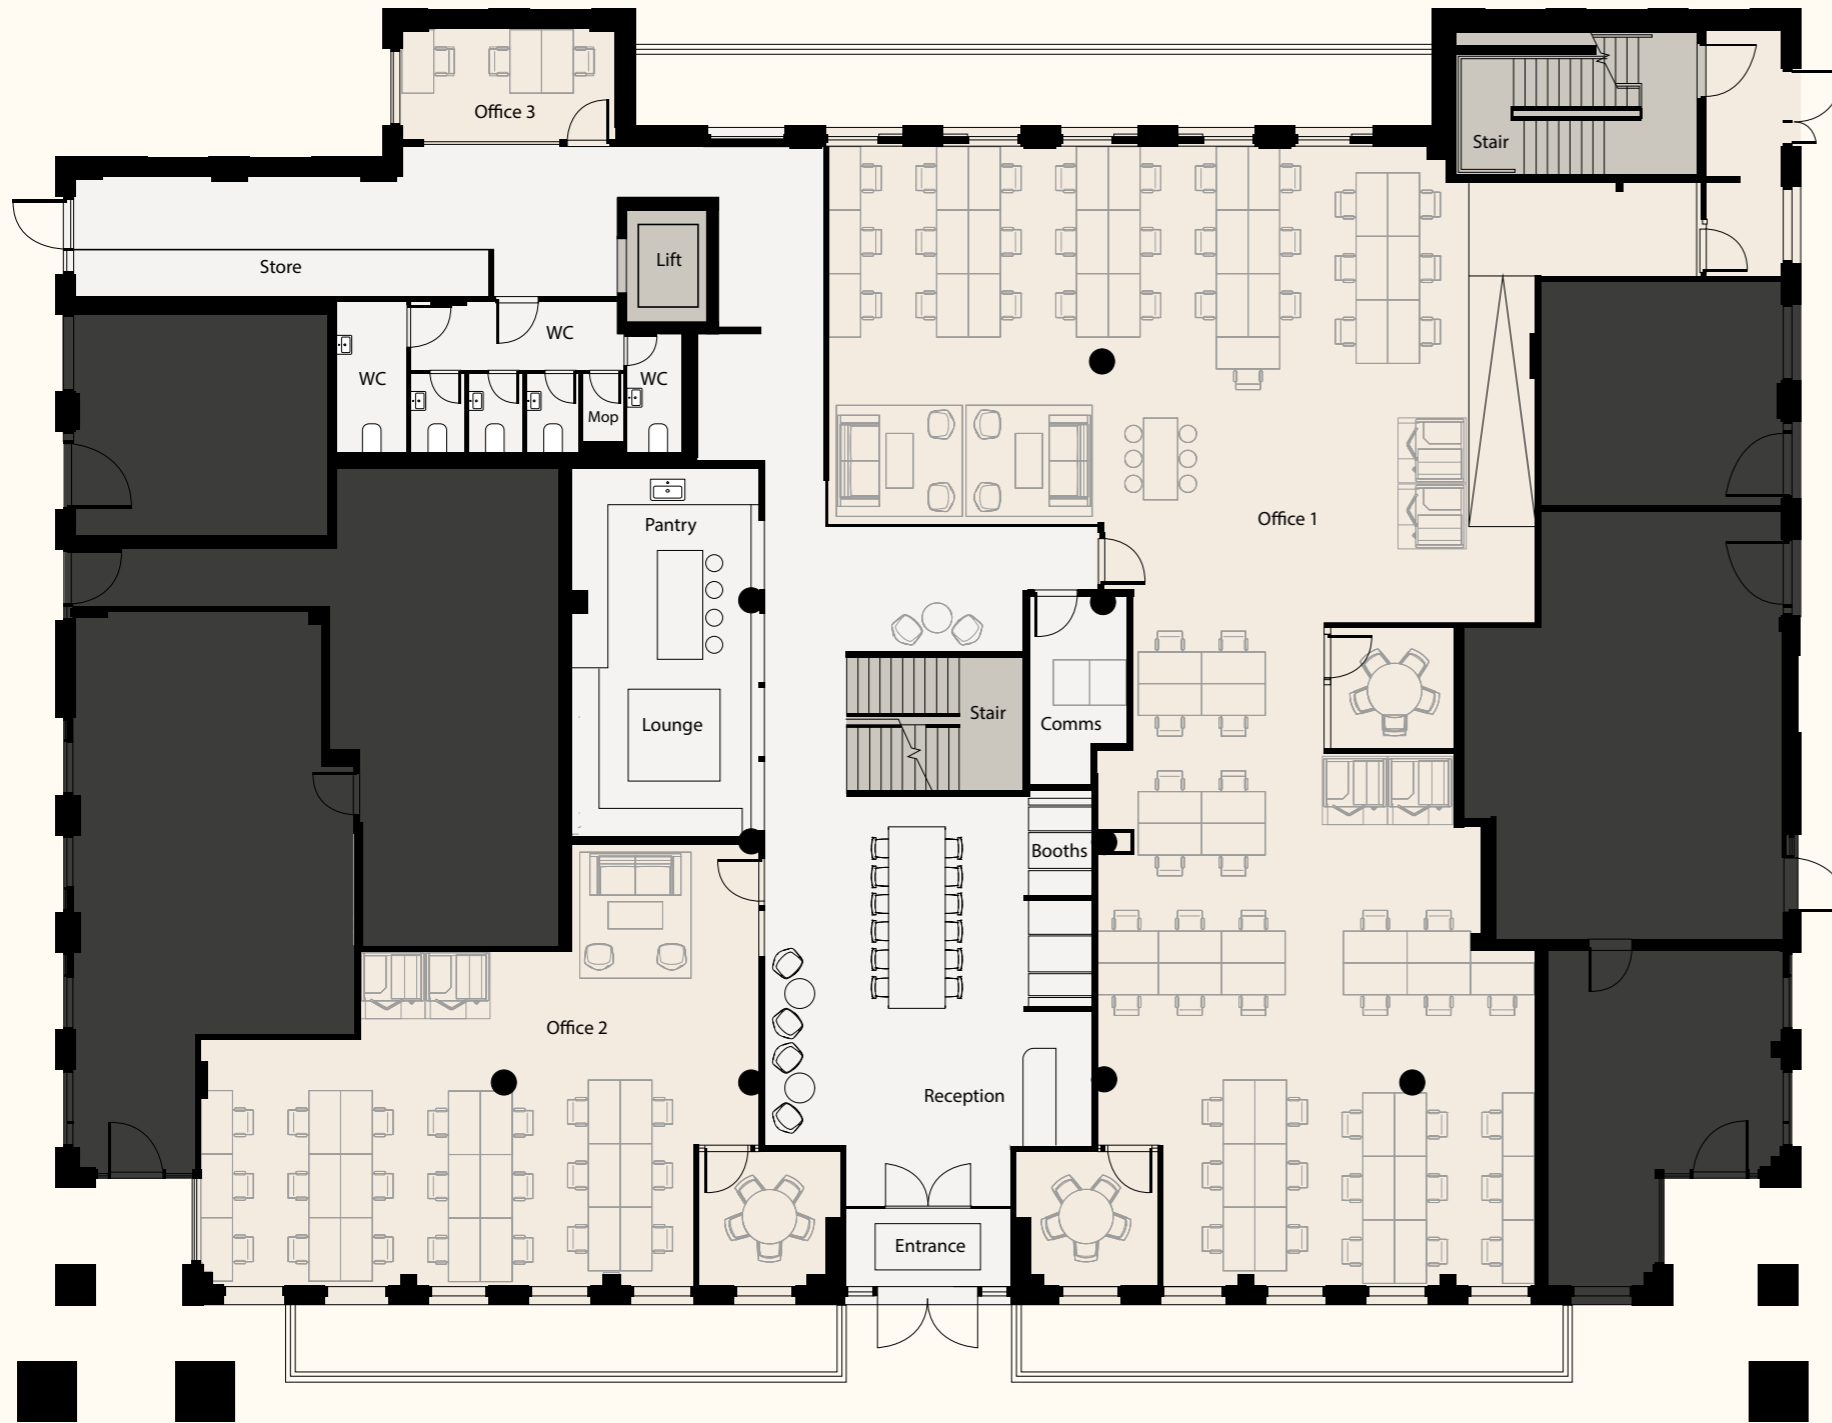 Office 3
Stair
Store
Lift
WC
WC
WC
Mop
Pantry
Office 1
Lounge
Stair
Comms
Booths
Office 2
Reception
Entrance